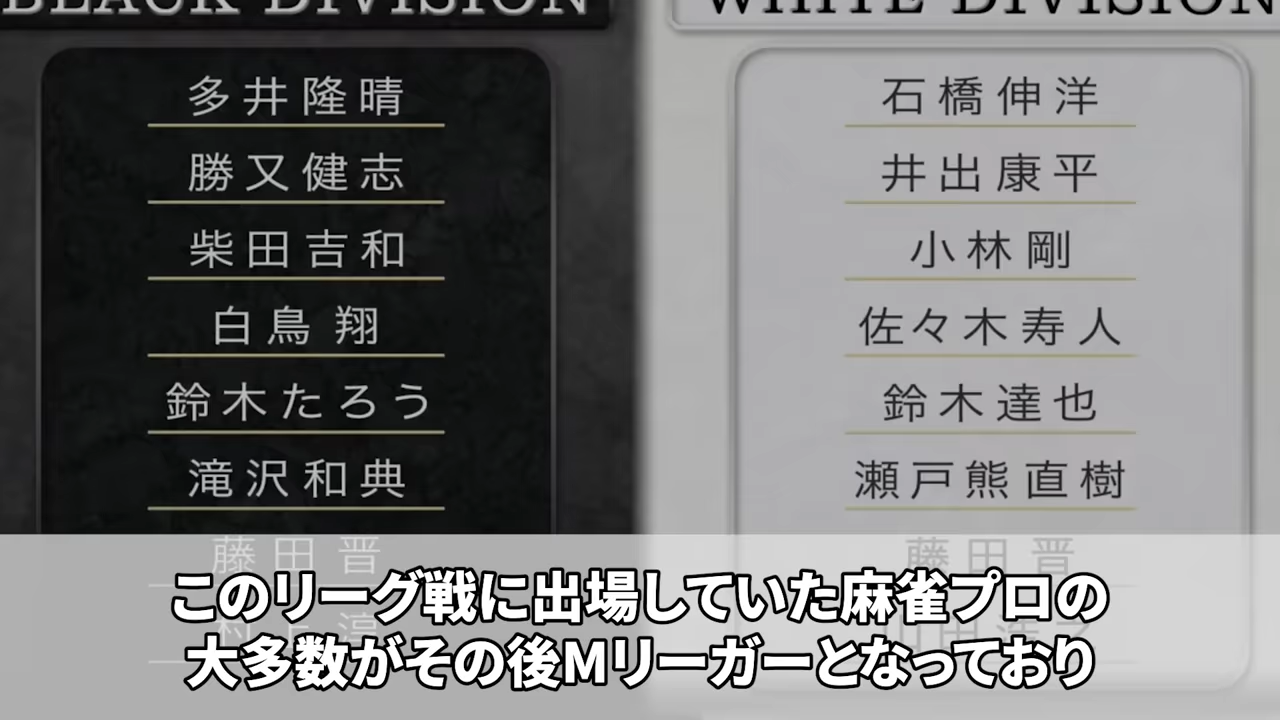 BLACK DIVISION
多井隆晴
勝又健志
柴田吉和
白鳥 翔
鈴木たろう
滝沢和典
藤田 晋
村上 淳
WHITE DIVISION
石橋伸洋
井出康平
小林 剛
佐々木寿人
鈴木達也
瀬戸熊直樹
藤田 晋
このリーグ戦に出場していた麻雀プロの
大多数がその後Mリーガーとなっており